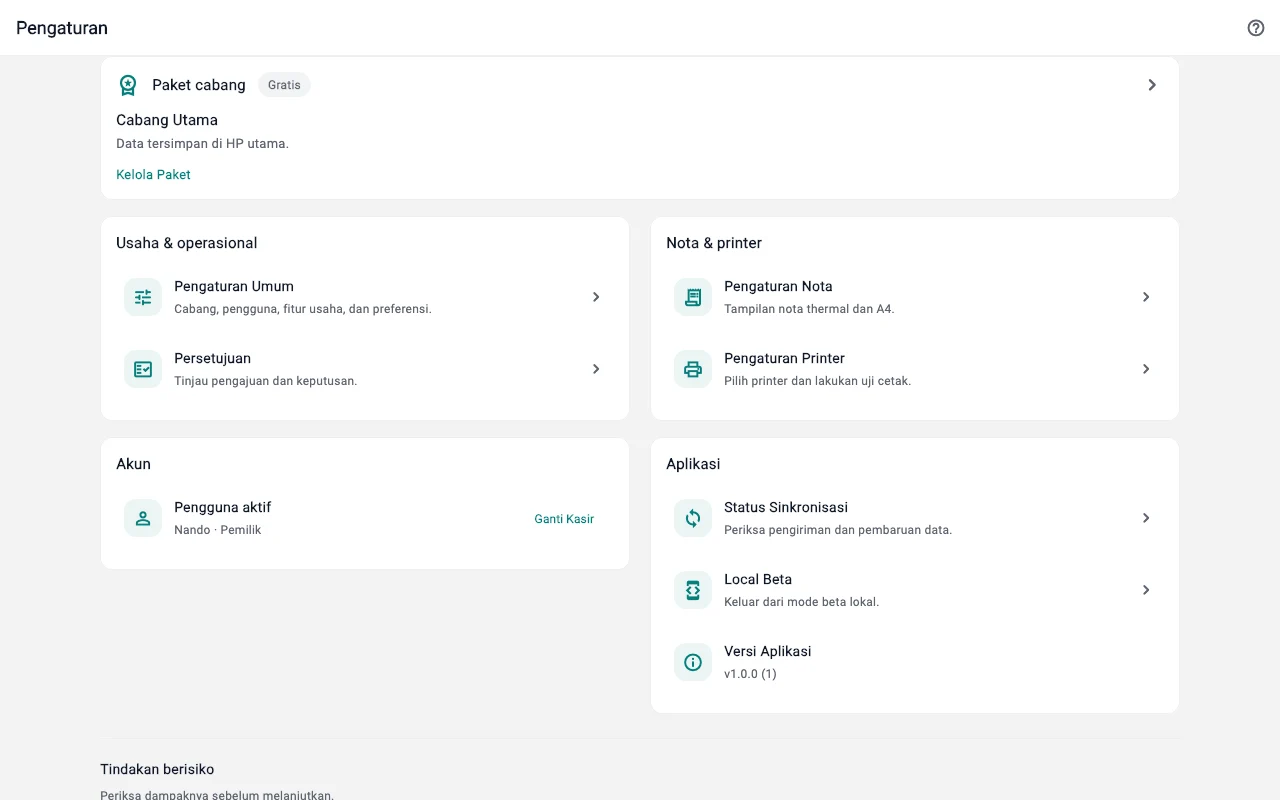 Pengaturan
Paket cabang Gratis
Cabang Utama
Data tersimpan di HP utama.
Kelola Paket
Usaha & operasional
Pengaturan Umum
Cabang, pengguna, fitur usaha, dan preferensi.
Persetujuan
Tinjau pengajuan dan keputusan.
Nota & printer
Pengaturan Nota
Tampilan nota thermal dan A4.
Pengaturan Printer
Pilih printer dan lakukan uji cetak.
Akun
Pengguna aktif
Nando · Pemilik
Ganti Kasir
Aplikasi
Status Sinkronisasi
Periksa pengiriman dan pembaruan data.
Local Beta
Keluar dari mode beta lokal.
Versi Aplikasi
v1.0.0 (1)
Tindakan berisiko
Periksa dampaknya sebelum melanjutkan.